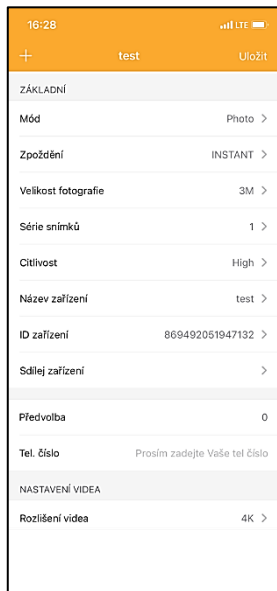 16:28 LTE
+ test Uložit
ZÁKLADNÍ
Mód Photo >
Zpoždění INSTANT >
Velikost fotografie 3M >
Série snímků 1 >
Citlivost High >
Název zařízení test >
ID zařízení 869492051947132 >
Sdílej zařízení >
Předvolba 0
Tel. číslo Prosím zadejte Vaše tel číslo
NASTAVENÍ VIDEA
Rozlišení videa 4K >